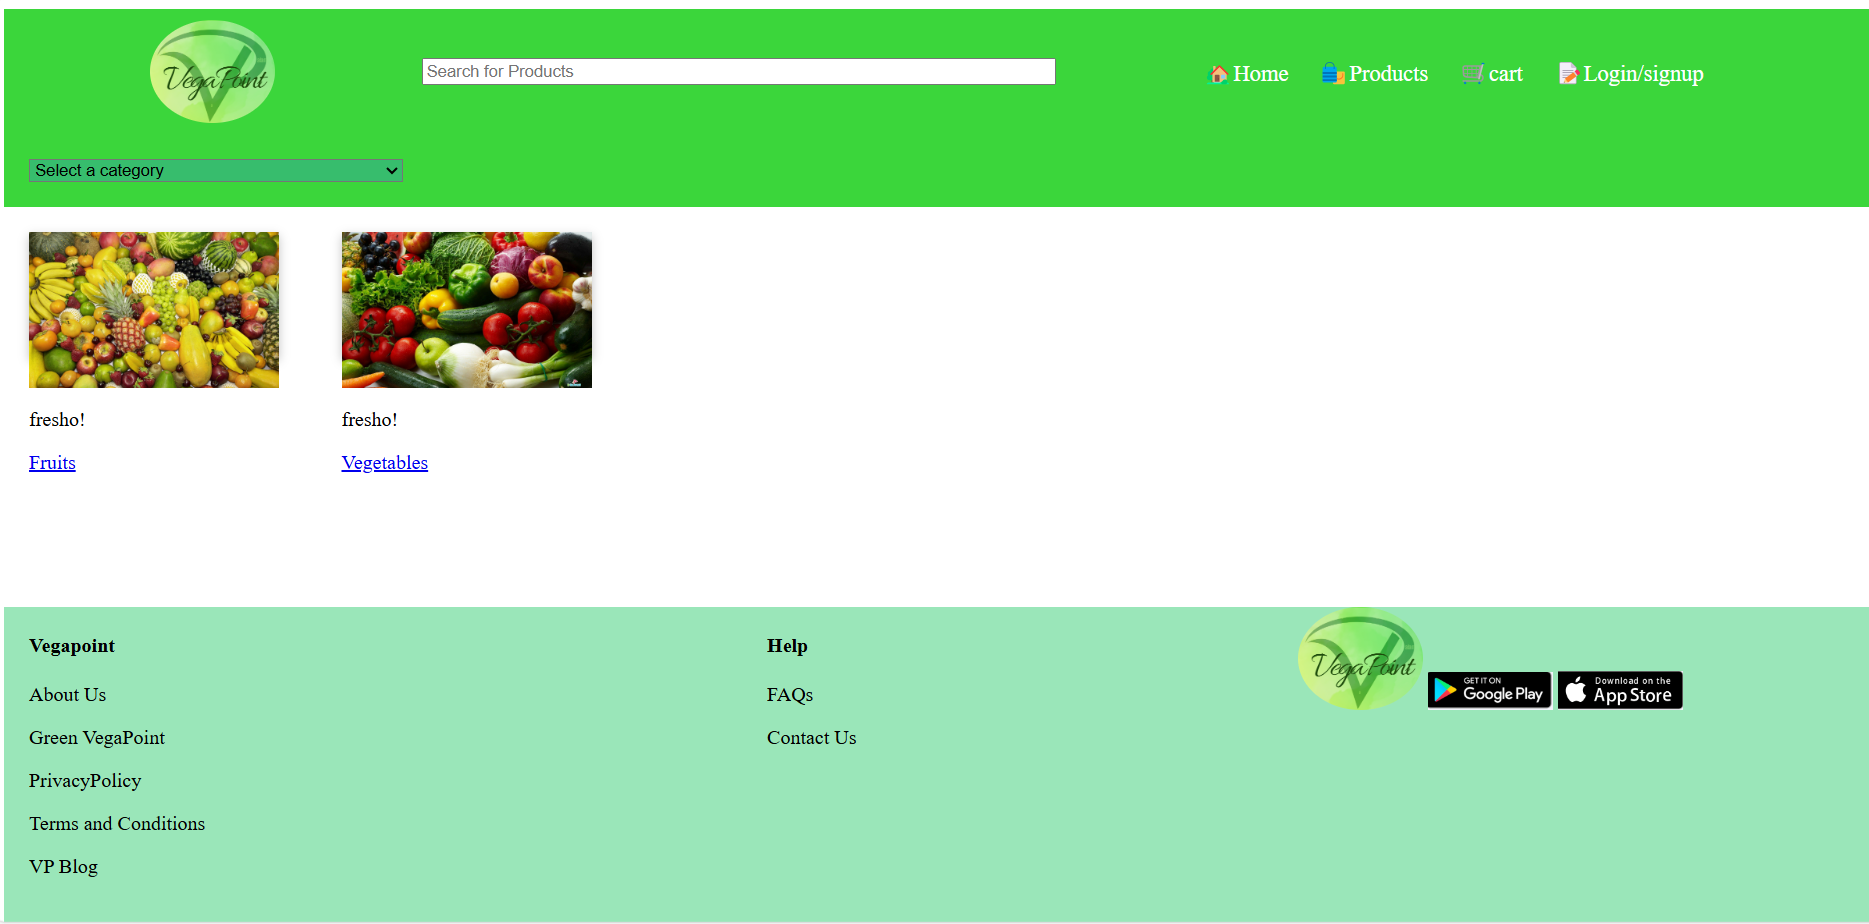 VegaPoint
Search for Products
Home
Products
cart
Login/signup
Select a category
fresho!
fresho!
Fruits
Vegetables
Vegapoint
Help
VegaPoint
GET IT ON
Google Play
Download on the
App Store
About Us
FAQs
Green VegaPoint
Contact Us
PrivacyPolicy
Terms and Conditions
VP Blog